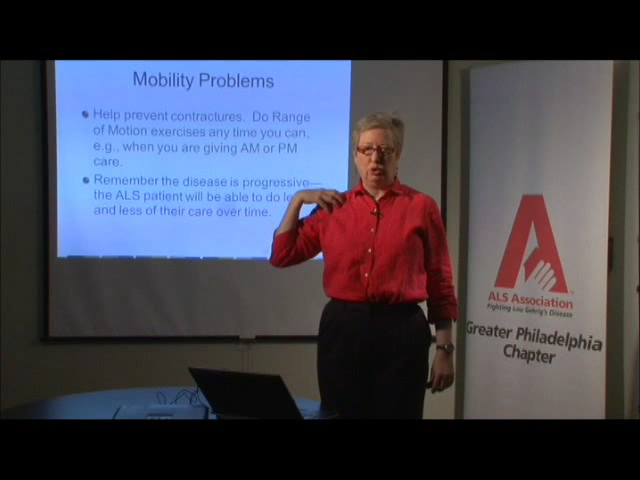 Mobility Problems
Help prevent contractures. Do Range
of Motion exercises any time you can,
e.g., when you are giving AM or PM
care.
Remember the disease is progressive—
the ALS patient will be able to do
and less of their care over time.
ALS Association
Fighting Lou Gehrig's Disease
Greater Philadelphia
Chapter